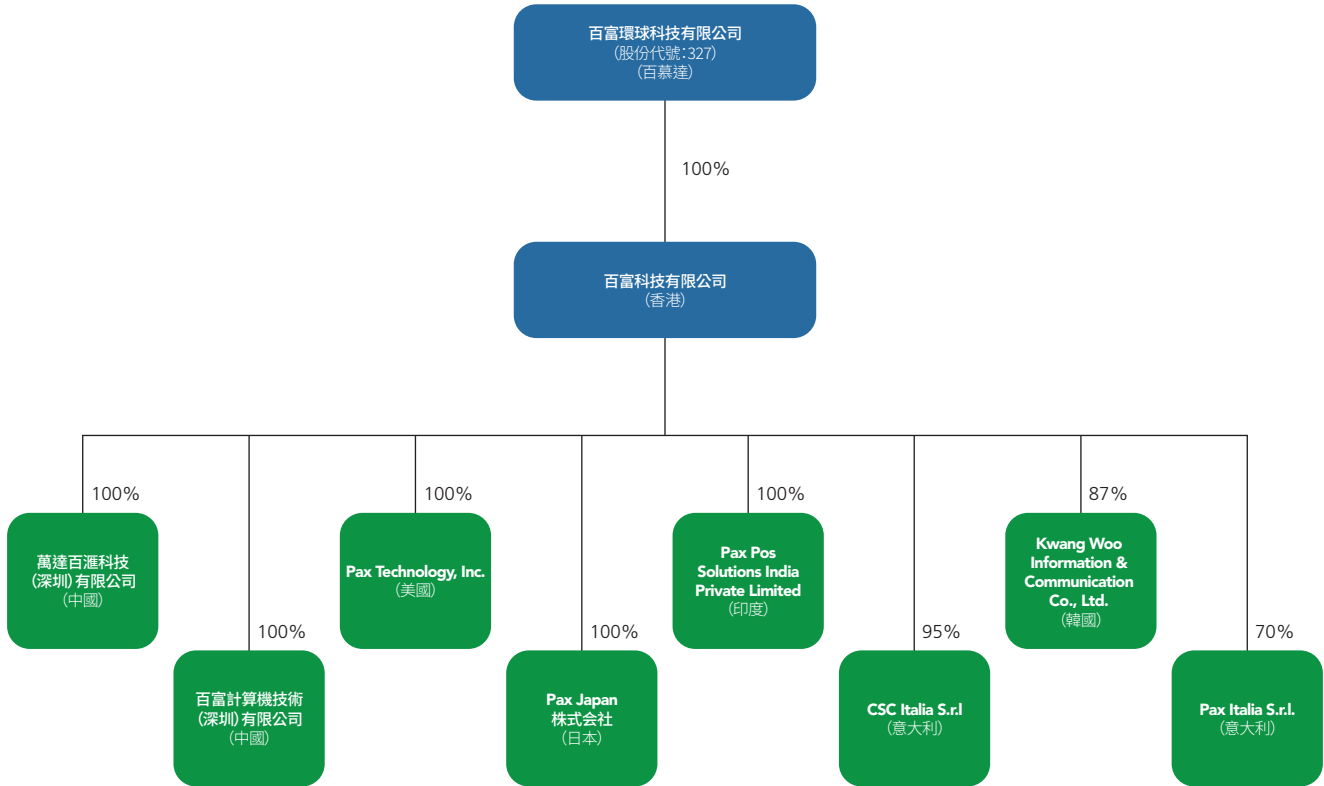 百富環球科技有限公司
(股份代號:327)
(百慕達)
100%
百富科技有限公司
(香港)
100%
萬達百滙科技
(深圳)有限公司
(中國)
100%
百富計算機技術
(深圳)有限公司
(中國)
100%
Pax Technology, Inc.
(美國)
100%
Pax Japan
株式会社
(日本)
100%
Pax Pos
Solutions India
Private Limited
(印度)
95%
CSC Italia S.r.l
(意大利)
87%
Kwang Woo
Information &
Communication
Co., Ltd.
(韓國)
70%
Pax Italia S.r.l.
(意大利)